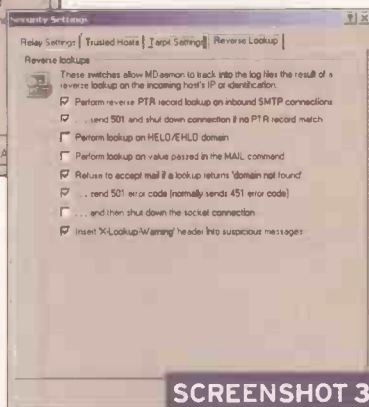 Security Settings
Relay Settings | Trusted Hosts | Tarpit Settings | Reverse Lookup
Reverse lookups
These switches allow MDaemon to track into the log files the result of a
reverse lookup on the incoming host's IP or identification.
Perform reverse PTR record lookup on inbound SMTP connections
... send 501 and shut down connection if no PTR record match
Perform lookup on HELO/EHLO domain
Perform lookup on value passed in the MAIL command
Refuse to accept mail if a lookup returns 'domain not found'
... send 501 error code (normally sends 451 error code)
... and then shut down the socket connection
Insert 'X-Lookup-Warning' header into suspicious messages
SCREENSHOT 3